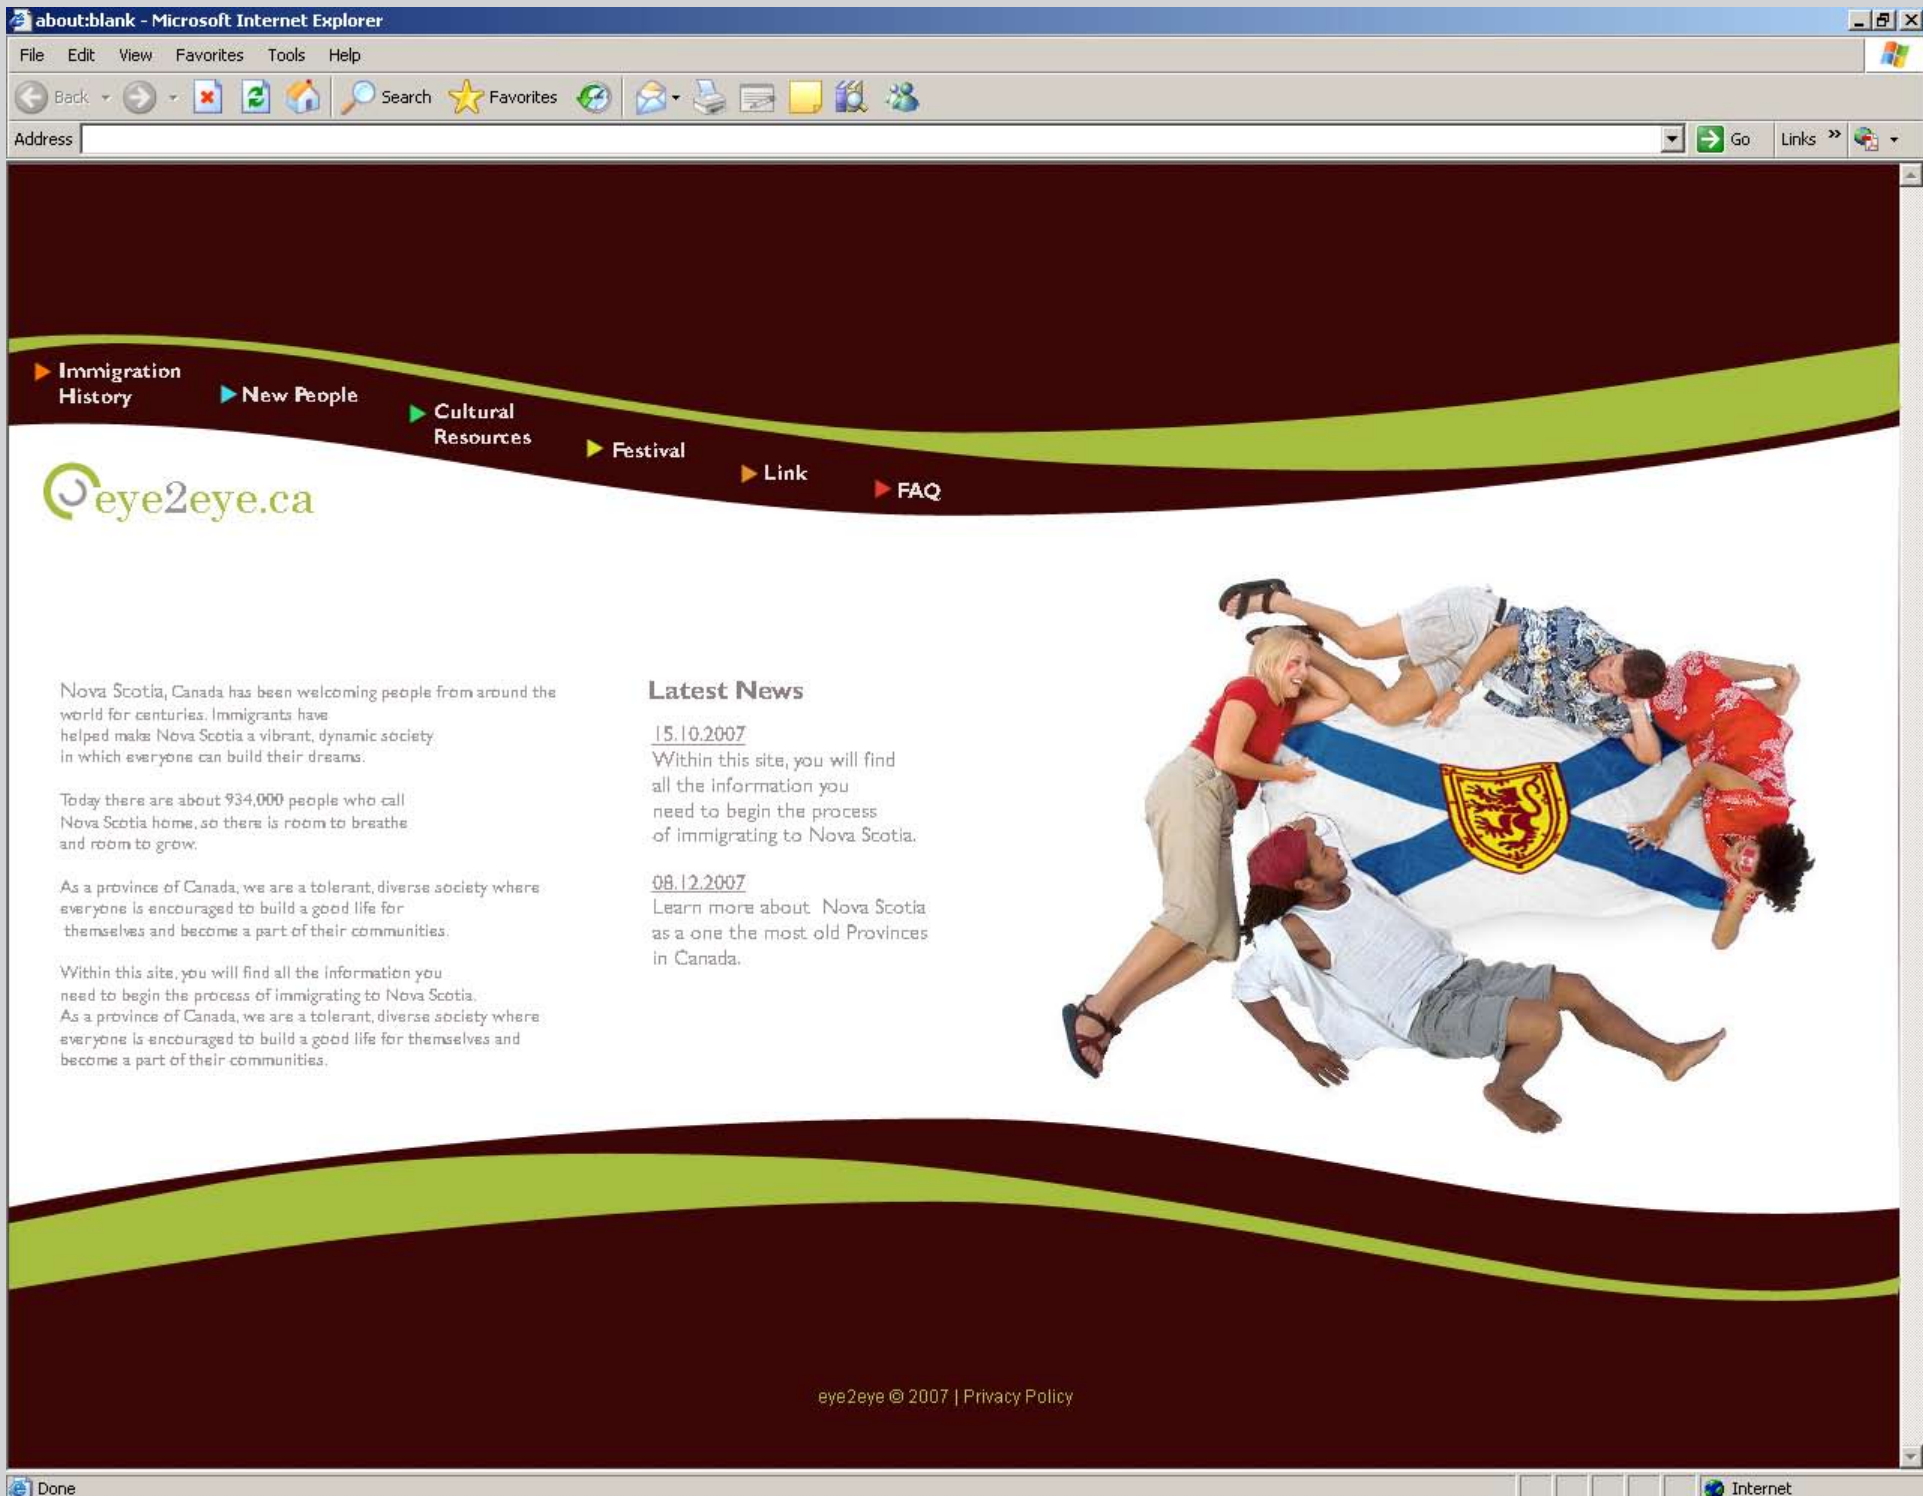 about:blank - Microsoft Internet Explorer
File Edit View Favorites Tools Help
Back Search Favorites
Address Go Links »
Immigration
History
New People
Cultural
Resources
Festival
Link
FAQ
eye2eye.ca
Nova Scotia, Canada has been welcoming people from around the
world for centuries. Immigrants have
helped make Nova Scotia a vibrant, dynamic society
in which everyone can build their dreams.
Today there are about 934,000 people who call
Nova Scotia home, so there is room to breathe
and room to grow.
As a province of Canada, we are a tolerant, diverse society where
everyone is encouraged to build a good life for
themselves and become a part of their communities.
Within this site, you will find all the information you
need to begin the process of immigrating to Nova Scotia.
As a province of Canada, we are a tolerant, diverse society where
everyone is encouraged to build a good life for themselves and
become a part of their communities.
Latest News
15.10.2007
Within this site, you will find
all the information you
need to begin the process
of immigrating to Nova Scotia.
08.12.2007
Learn more about Nova Scotia
as a one the most old Provinces
in Canada.
eye2eye © 2007 | Privacy Policy
Done Internet